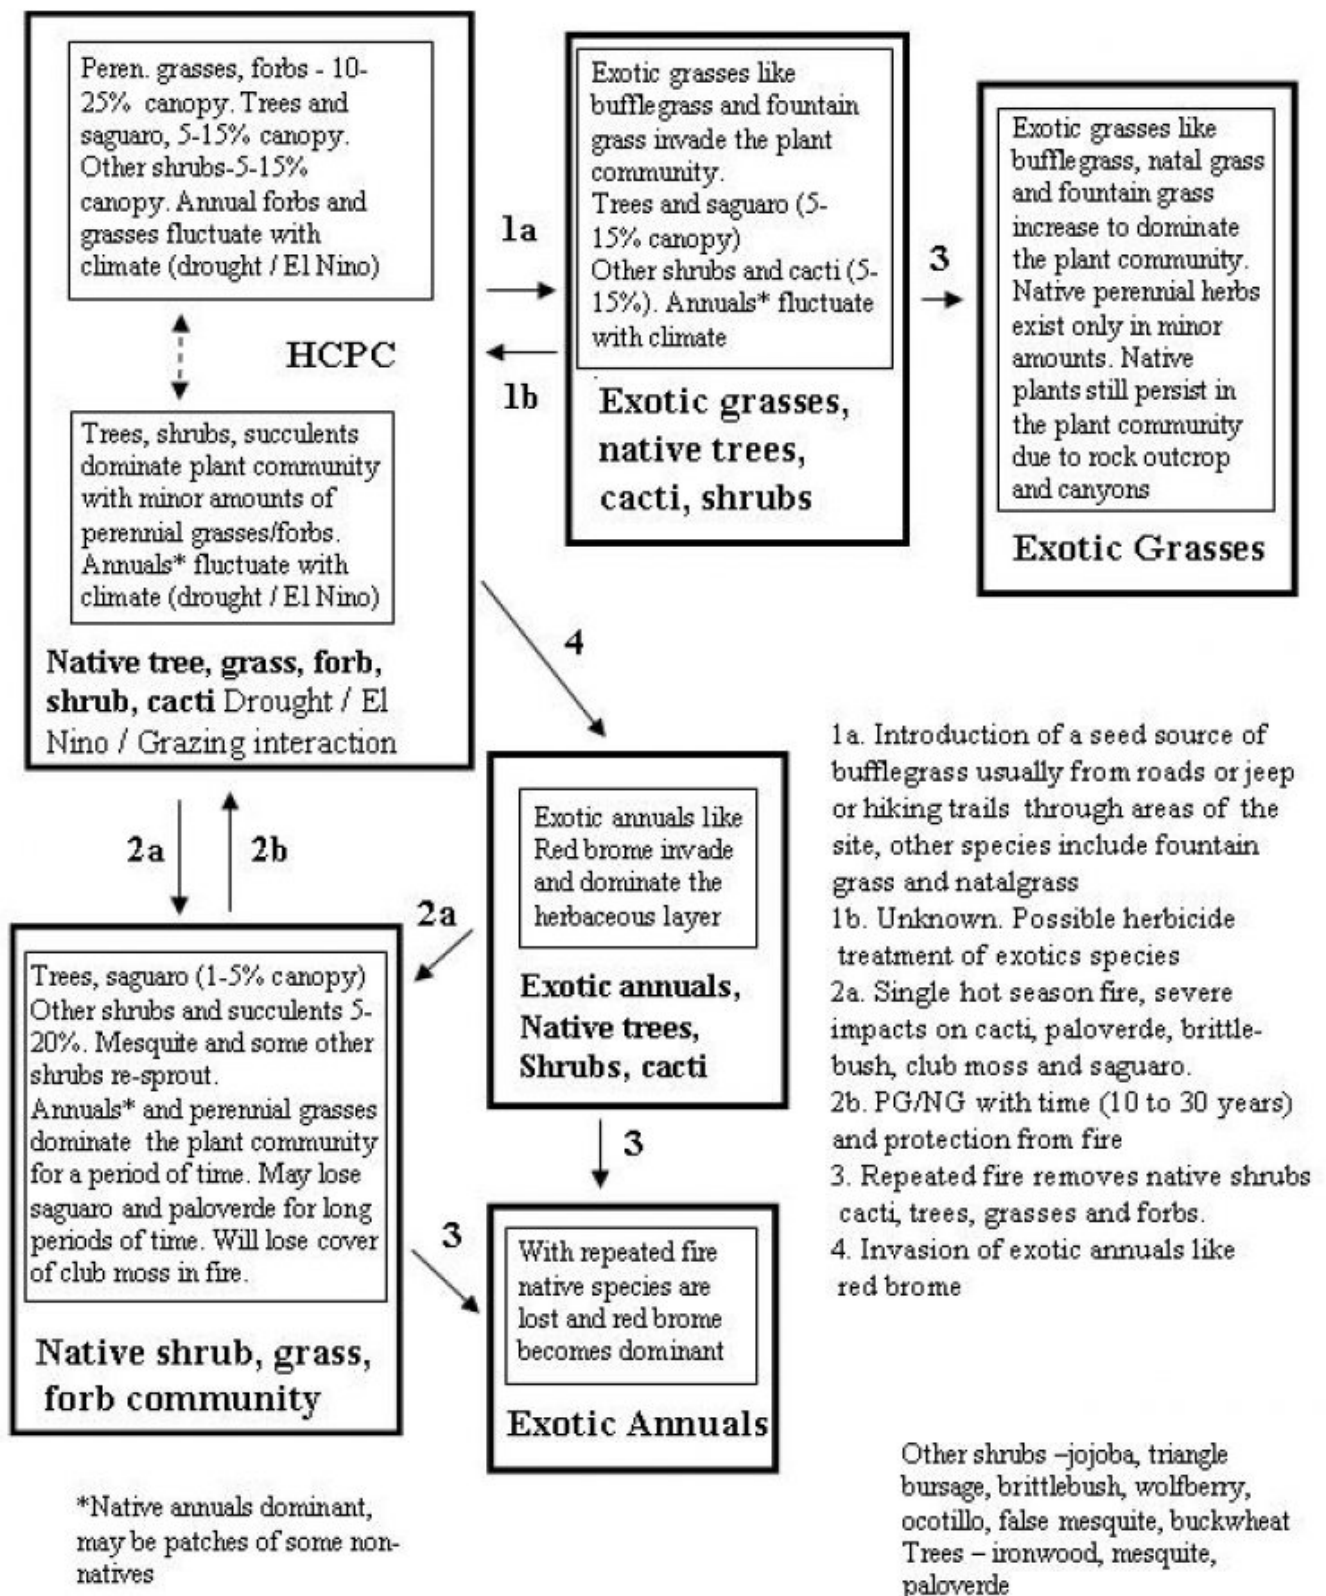 Peren. grasses, forbs - 10-
25% canopy. Trees and
saguaro, 5-15% canopy.
Other shrubs-5-15%
canopy. Annual forbs and
grasses fluctuate with
climate (drought / El Nino)
HCPC
Trees, shrubs, succulents
dominate plant community
with minor amounts of
perennial grasses/forbs.
Annuals* fluctuate with
climate (drought / El Nino)
Native tree, grass, forb,
shrub, cacti Drought / El
Nino / Grazing interaction
1a
1b
Exotic grasses like
bufflegrass and fountain
grass invade the plant
community.
Trees and saguaro (5-
15% canopy)
Other shrubs and cacti (5-
15%). Annuals* fluctuate
with climate
Exotic grasses,
native trees,
cacti, shrubs
3
Exotic grasses like
bufflegrass, natal grass
and fountain grass
increase to dominate
the plant community.
Native perennial herbs
exist only in minor
amounts. Native
plants still persist in
the plant community
due to rock outcrop
and canyons
Exotic Grasses
4
2a
2b
Exotic annuals like
Red brome invade
and dominate the
herbaceous layer
Exotic annuals,
Native trees,
Shrubs, cacti
2a
Trees, saguaro (1-5% canopy)
Other shrubs and succulents 5-
20%. Mesquite and some other
shrubs re-sprout.
Annuals* and perennial grasses
dominate the plant community
for a period of time. May lose
saguaro and paloverde for long
periods of time. Will lose cover
of club moss in fire.
Native shrub, grass,
forb community
3
3
With repeated fire
native species are
lost and red brome
becomes dominant
Exotic Annuals
1a. Introduction of a seed source of
bufflegrass usually from roads or jeep
or hiking trails through areas of the
site, other species include fountain
grass and natalgrass
1b. Unknown. Possible herbicide
treatment of exotics species
2a. Single hot season fire, severe
impacts on cacti, paloverde, brittle-
bush, club moss and saguaro.
2b. PG/NG with time (10 to 30 years)
and protection from fire
3. Repeated fire removes native shrubs
cacti, trees, grasses and forbs.
4. Invasion of exotic annuals like
red brome
*Native annuals dominant,
may be patches of some non-
natives
Other shrubs –jojoba, triangle
bursage, brittlebush, wolfberry,
ocotillo, false mesquite, buckwheat
Trees – ironwood, mesquite,
paloverde